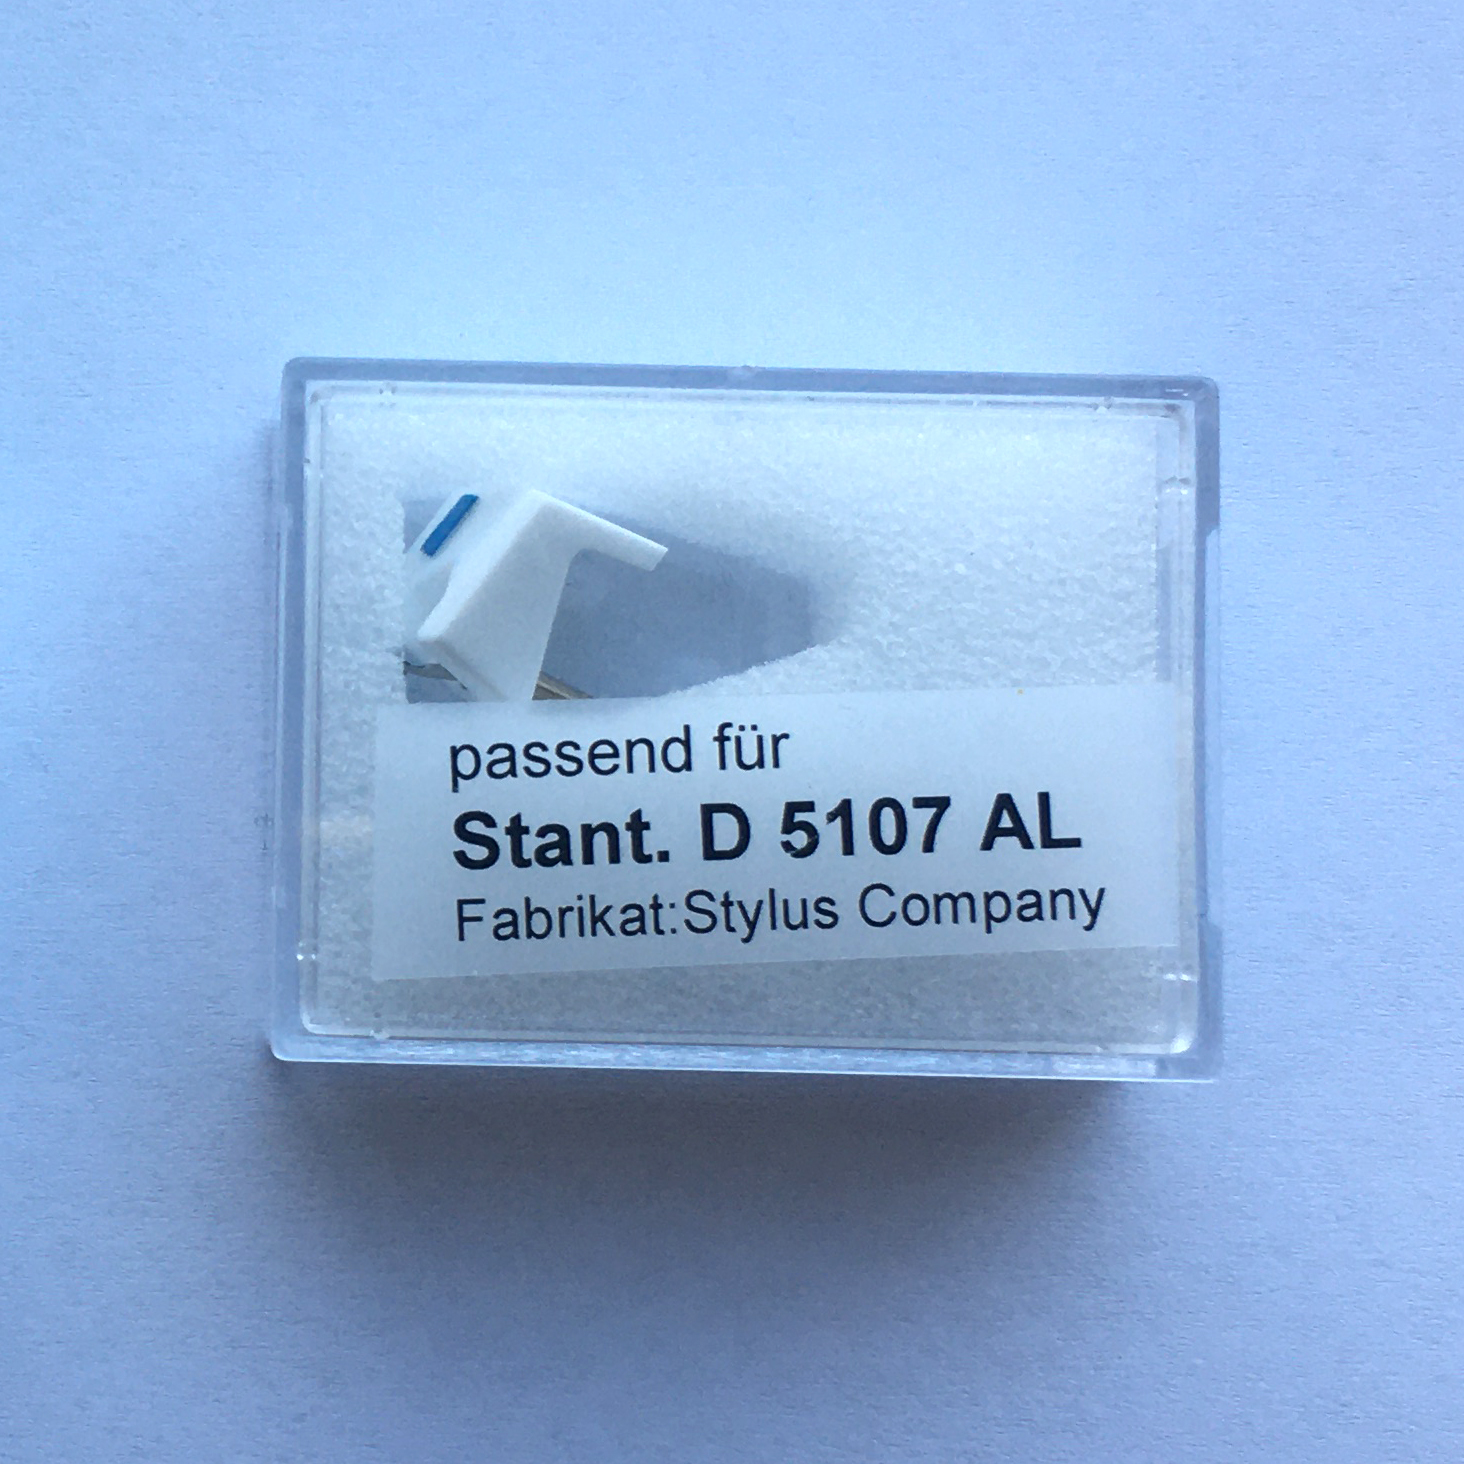 passend für
Stant. D 5107 AL
Fabrikat:Stylus Company